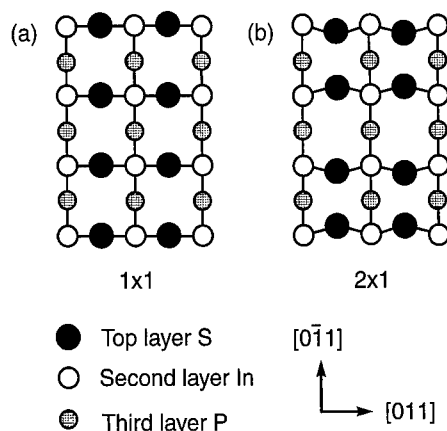 (a) (b)
1x1 2x1
Top layer S
Second layer In
Third layer P
[01̄1]
[011]